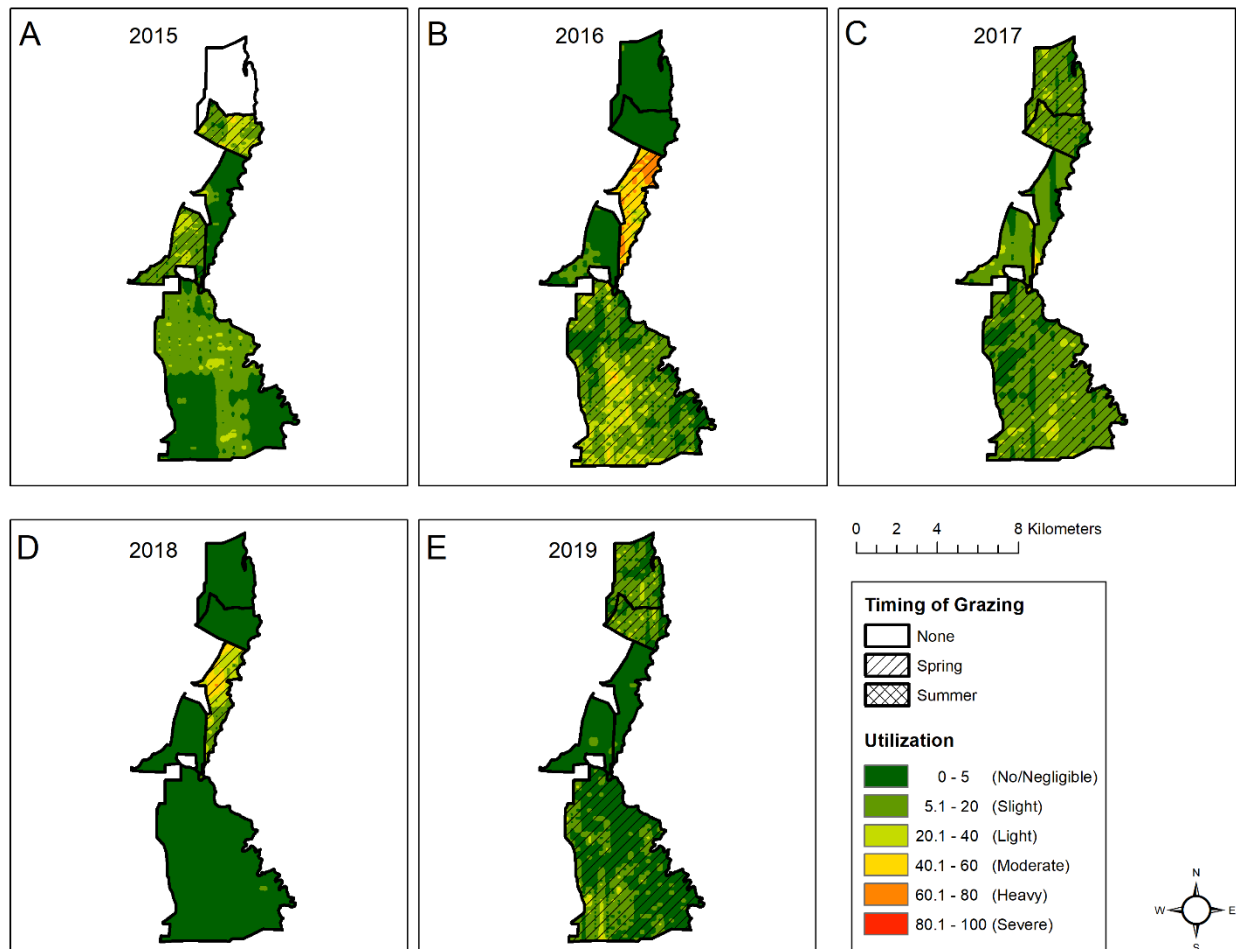 A
2015
B
2016
C
2017
D
2018
E
2019
0 2 4 8 Kilometers
Timing of Grazing
None
Spring
Summer
Utilization
0 - 5 (No/Negligible)
5.1 - 20 (Slight)
20.1 - 40 (Light)
40.1 - 60 (Moderate)
60.1 - 80 (Heavy)
80.1 - 100 (Severe)
N
W E
S